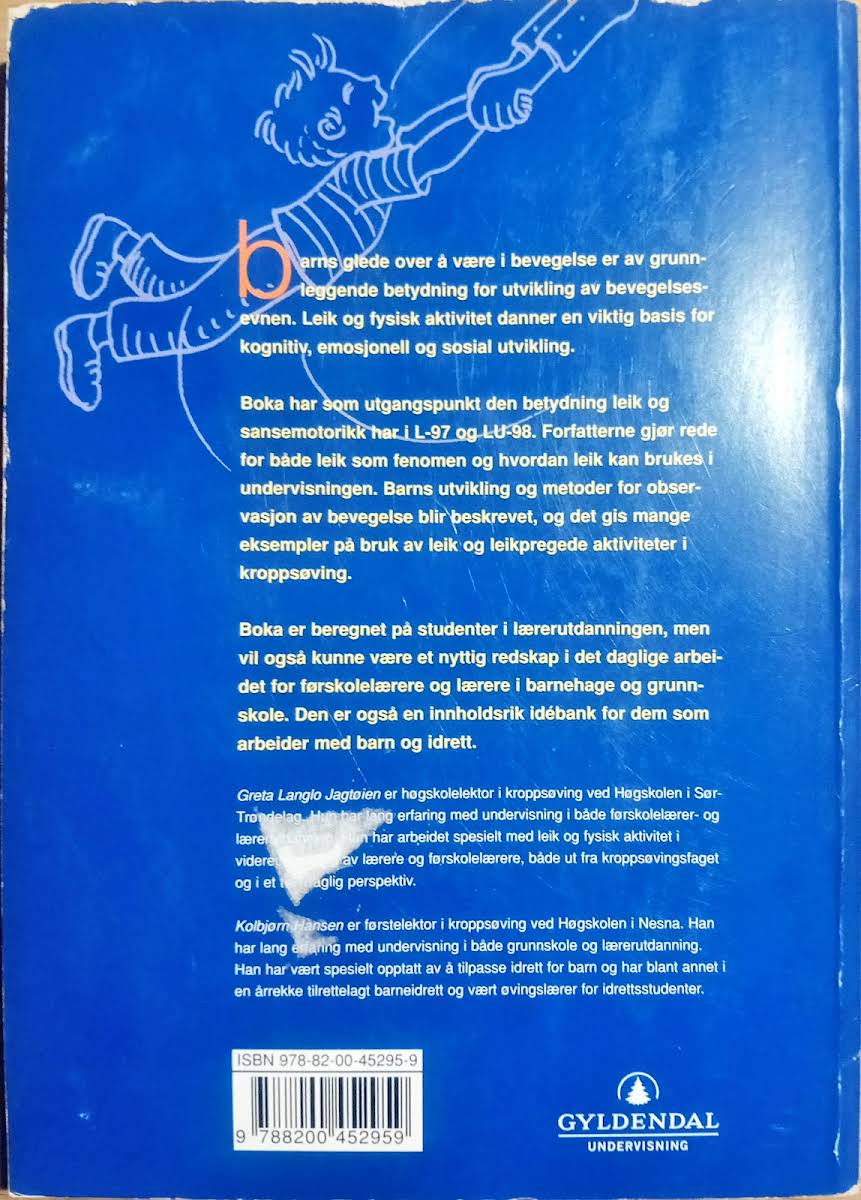 barns glede over å være i bevegelse er av grunn-
leggende betydning for utvikling av bevegelses-
evnen. Leik og fysisk aktivitet danner en viktig basis for
kognitiv, emosjonell og sosial utvikling.
Boka har som utgangspunkt den betydning leik og
sansemotorikk har i L-97 og LU-98. Forfatterne gjør rede
for både leik som fenomen og hvordan leik kan brukes i
undervisningen. Barns utvikling og metoder for obser-
vasjon av bevegelse blir beskrevet, og det gis mange
eksempler på bruk av leik og leikpregede aktiviteter i
kroppsøving.
Boka er beregnet på studenter i lærerutdanningen, men
vil også kunne være et nyttig redskap i det daglige arbei-
det for førskolelærere og lærere i barnehage og grunn-
skole. Den er også en innholdsrik idébank for dem som
arbeider med barn og idrett.
Greta Langlo Jagtøien er høgskolelektor i kroppsøving ved Høgskolen i Sør-
Trøndelag. Hun har lang erfaring med undervisning i både førskolelærer- og
Hun har arbeidet spesielt med leik og fysisk aktivitet i
av lærere og førskolelærere, både ut fra kroppsøvingsfaget
og i et perspektiv.
Kolbjørn Hansen er førstelektor i kroppsøving ved Høgskolen i Nesna. Han
har lang erfaring med undervisning i både grunnskole og lærerutdanning.
Han har vært spesielt opptatt av å tilpasse idrett for barn og har blant annet i
en årrekke tilrettelagt barneidrett og vært øvingslærer for idrettsstudenter.
ISBN 978-82-00-45295-9
9 788200 452959
GYLDENDAL
UNDERVISNING